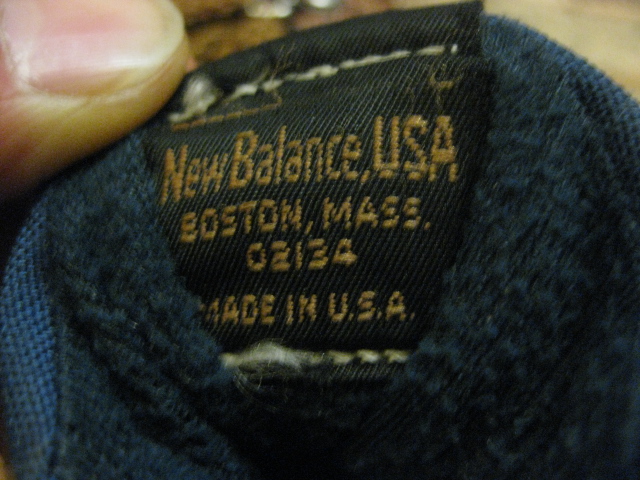 New Balance, USA
BOSTON, MASS.
02134
MADE IN U.S.A.